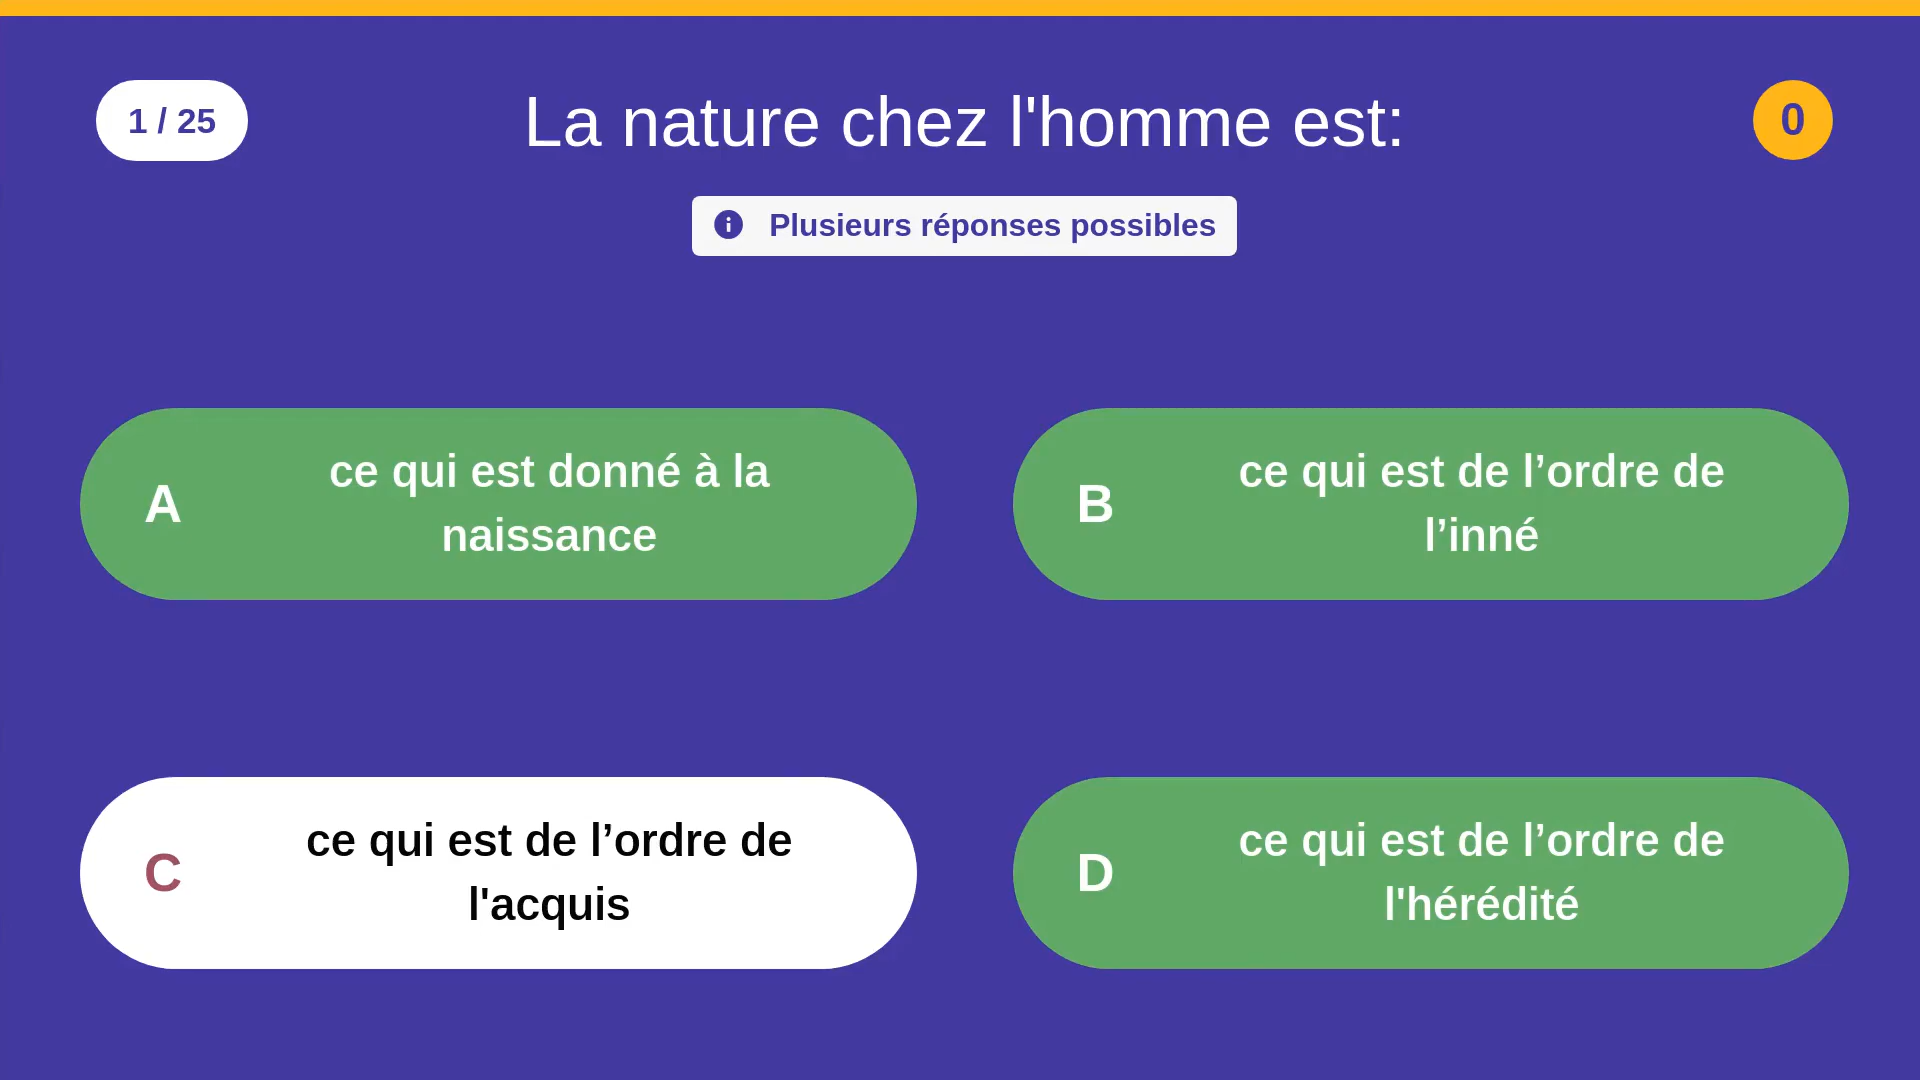 1 / 25
La nature chez l'homme est:
0
Plusieurs réponses possibles
A
ce qui est donné à la
naissance
B
ce qui est de l’ordre de
l’inné
C
ce qui est de l’ordre de
l'acquis
D
ce qui est de l’ordre de
l'hérédité